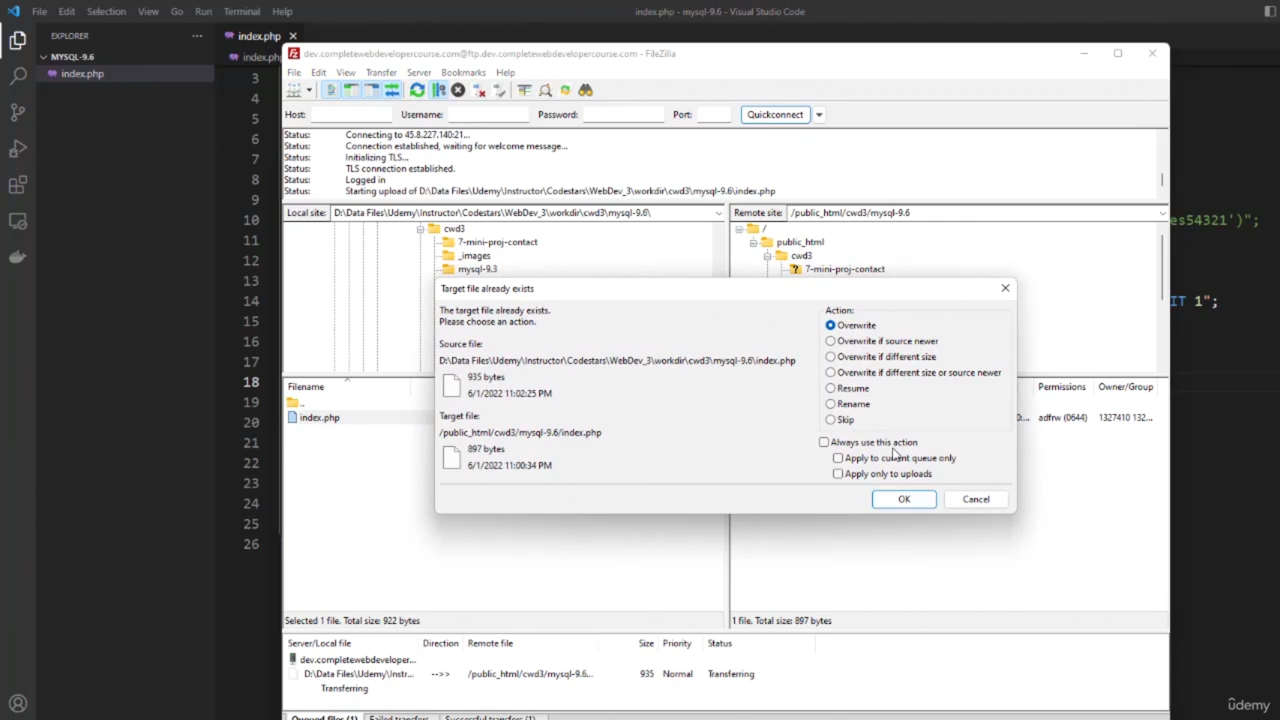 File Edit Selection View Go Run Terminal Help
index.php - mysql-9.6 - Visual Studio Code
EXPLORER
MYSQL-9.6
index.php
index.php
index.php
3
4
5
6
7
8
9
10
11
12
13
14
15
16
17
18
19
20
21
22
23
24
25
26
es54321')";
IT 1";
dev.completewebdevelopercourse.com@ftp.dev.completewebdevelopercourse.com - FileZilla
File Edit View Transfer Server Bookmarks Help
Host: Username: Password: Port: Quickconnect
Status: Connecting to 45.8.227.140:21...
Status: Connection established, waiting for welcome message...
Status: Initializing TLS...
Status: TLS connection established.
Status: Logged in
Status: Starting upload of D:\Data Files\Udemy\Instructor\Codestars\WebDev_3\workdir\cwd3\mysql-9.6\index.php
Local site: D:\Data Files\Udemy\Instructor\Codestars\WebDev_3\workdir\cwd3\mysql-9.6\
cwd3
7-mini-proj-contact
_images
mysql-9.3
Remote site: /public_html/cwd3/mysql-9.6
/
public_html
cwd3
7-mini-proj-contact
Target file already exists
The target file already exists.
Please choose an action.
Source file:
D:\Data Files\Udemy\Instructor\Codestars\WebDev_3\workdir\cwd3\mysql-9.6\index.php
935 bytes
6/1/2022 11:02:25 PM
Target file:
/public_html/cwd3/mysql-9.6/index.php
897 bytes
6/1/2022 11:00:34 PM
Action:
Overwrite
Overwrite if source newer
Overwrite if different size
Overwrite if different size or source newer
Resume
Rename
Skip
Always use this action
Apply to current queue only
Apply only to uploads
OK Cancel
Filename
..
index.php
Permissions Owner/Group
0:... adfrw (0644) 1327410 132...
Selected 1 file. Total size: 922 bytes
1 file. Total size: 897 bytes
Server/Local file Direction Remote file Size Priority Status
dev.completewebdeveloper...
D:\Data Files\Udemy\Instr... -->> /public_html/cwd3/mysql-9.6... 935 Normal Transferring
Transferring
Queued files (1) Failed transfers Successful transfers (1)
ûdemy